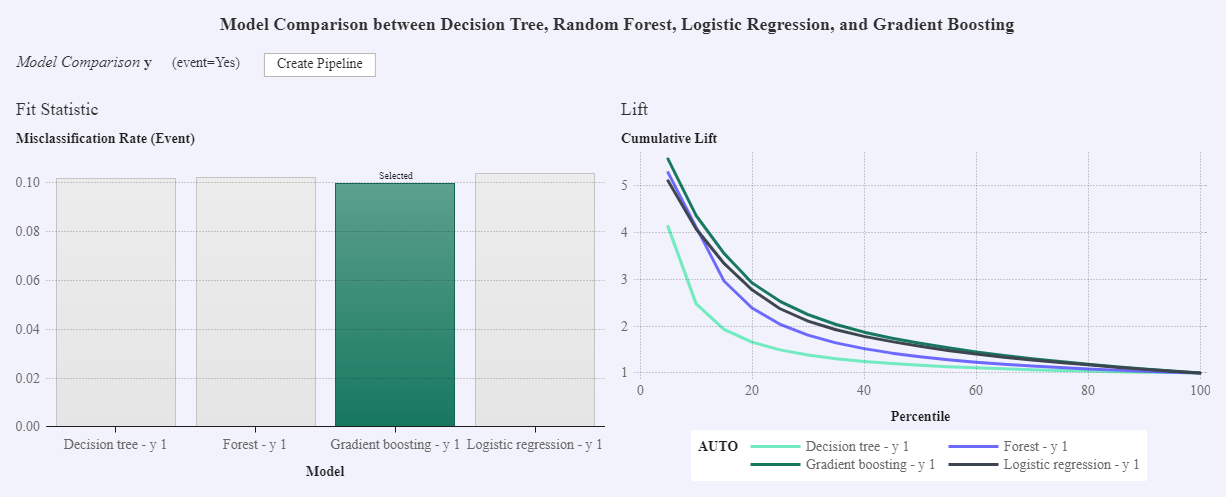 Model Comparison between Decision Tree, Random Forest, Logistic Regression, and Gradient Boosting
Model Comparison y (event=Yes) Create Pipeline
Fit Statistic
Misclassification Rate (Event)
0.10
0.08
0.06
0.04
0.02
0.00
Selected
Decision tree - y 1
Forest - y 1
Gradient boosting - y 1
Logistic regression - y 1
Model
Lift
Cumulative Lift
5
4
3
2
1
0 20 40 60 80 100
Percentile
AUTO
Decision tree - y 1
Forest - y 1
Gradient boosting - y 1
Logistic regression - y 1